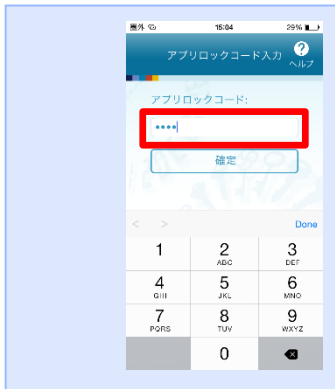 圏外
15:04
29%
アプリロックコード入力
?
ヘルプ
アプリロックコード:
••••
確定
< >
Done
1
2
ABC
3
DEF
4
GHI
5
JKL
6
MNO
7
PQRS
8
TUV
9
WXYZ
0